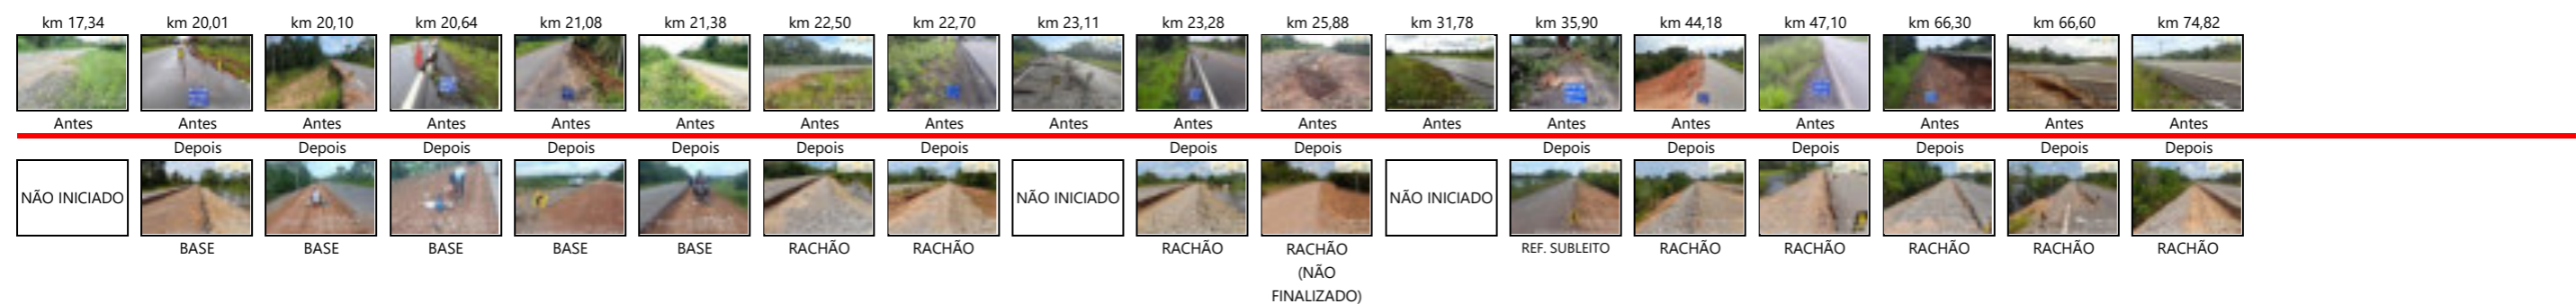 km 17,34 km 20,01 km 20,10 km 20,64 km 21,08 km 21,38 km 22,50 km 22,70 km 23,11 km 23,28 km 25,88 km 31,78 km 35,90 km 44,18 km 47,10 km 66,30 km 66,60 km 74,82
Antes Antes Antes Antes Antes Antes Antes Antes Antes Antes Antes Antes Antes Antes Antes Antes Antes Antes
Depois Depois Depois Depois Depois Depois Depois Depois Depois Depois Depois Depois Depois Depois Depois
NÃO INICIADO NÃO INICIADO NÃO INICIADO
BASE BASE BASE BASE BASE RACHÃO RACHÃO RACHÃO RACHÃO REF. SUBLEITO RACHÃO RACHÃO RACHÃO RACHÃO RACHÃO
(NÃO
FINALIZADO)